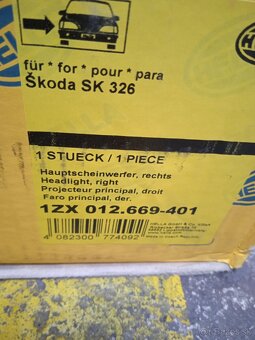 für * for * pour * para
Škoda SK 326
1 STUECK / 1 PIECE
Hauptscheinwerfer, rechts
Headlight, right
Projecteur principal, droit
Faro principal, der.
1ZX 012.669-401
4 082300 774092